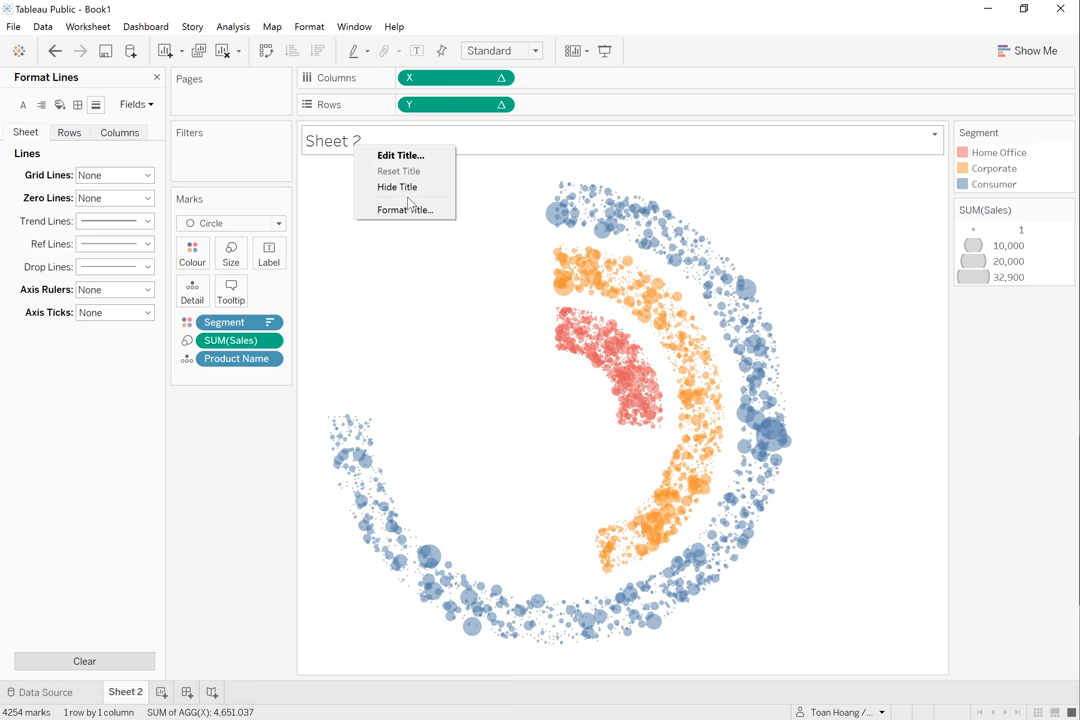 Tableau Public - Book1
File Data Worksheet Dashboard Story Analysis Map Format Window Help
Standard
Show Me
Format Lines
Fields
Sheet Rows Columns
Lines
Grid Lines: None
Zero Lines: None
Trend Lines:
Ref Lines:
Drop Lines:
Axis Rulers: None
Axis Ticks: None
Clear
Pages
Filters
Marks
Circle
Colour Size Label
Detail Tooltip
Segment
SUM(Sales)
Product Name
Columns X
Rows Y
Sheet 2
Edit Title...
Reset Title
Hide Title
Format Title...
Segment
Home Office
Corporate
Consumer
SUM(Sales)
1
10,000
20,000
32,900
Data Source Sheet 2
4254 marks 1 row by 1 column SUM of AGG(X): 4,651.037
Toan Hoang /...